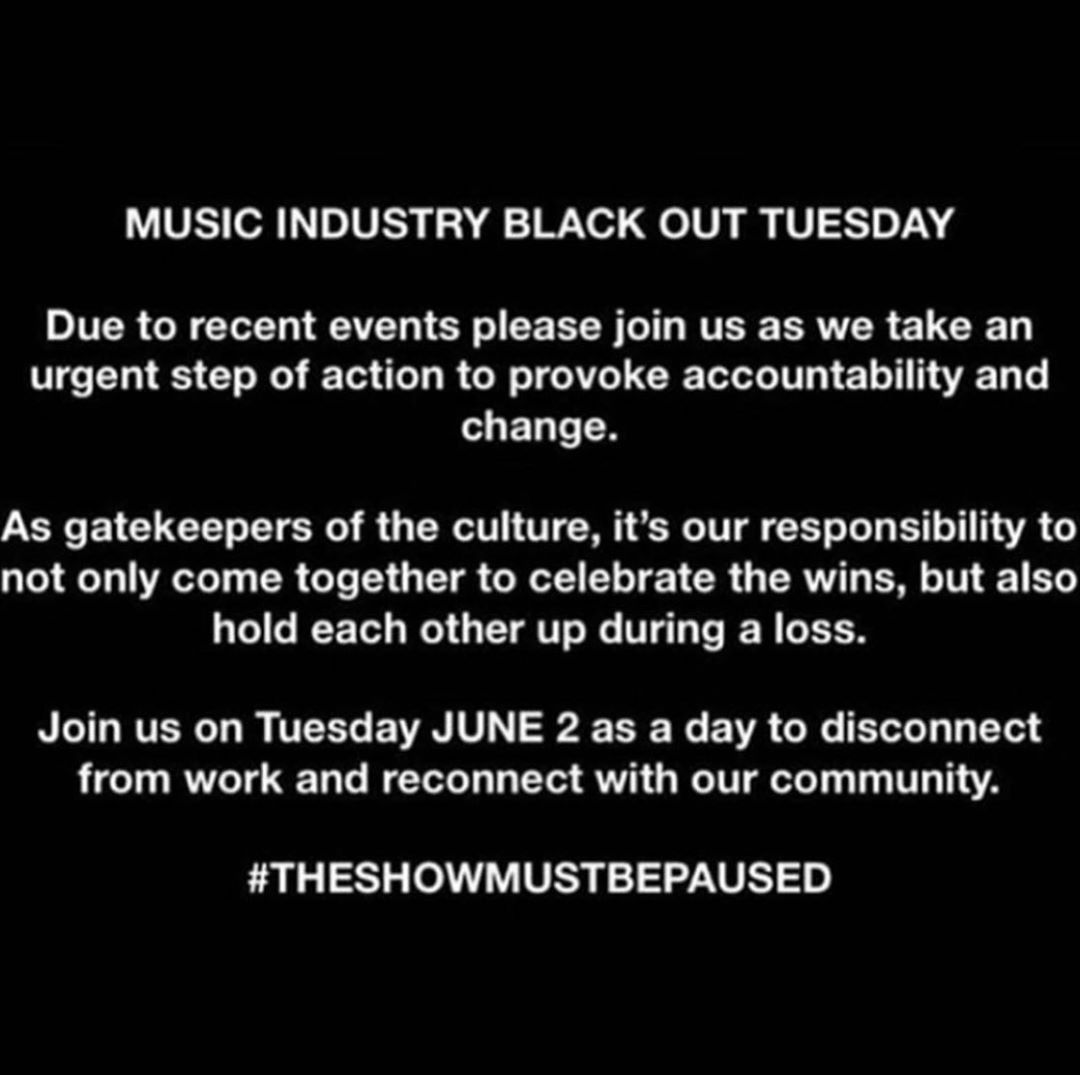 MUSIC INDUSTRY BLACK OUT TUESDAY
Due to recent events please join us as we take an
urgent step of action to provoke accountability and
change.
As gatekeepers of the culture, it’s our responsibility to
not only come together to celebrate the wins, but also
hold each other up during a loss.
Join us on Tuesday JUNE 2 as a day to disconnect
from work and reconnect with our community.
#THESHOWMUSTBEPAUSED